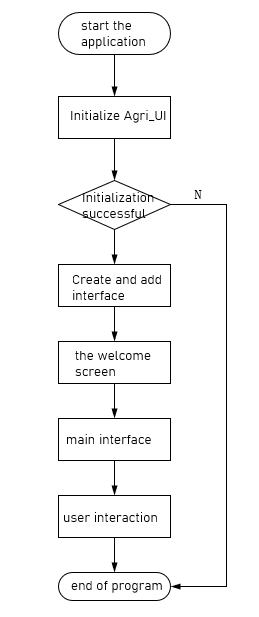 start the
application
Initialize Agri_UI
Initialization
successful
N
Create and add
interface
the welcome
screen
main interface
user interaction
end of program